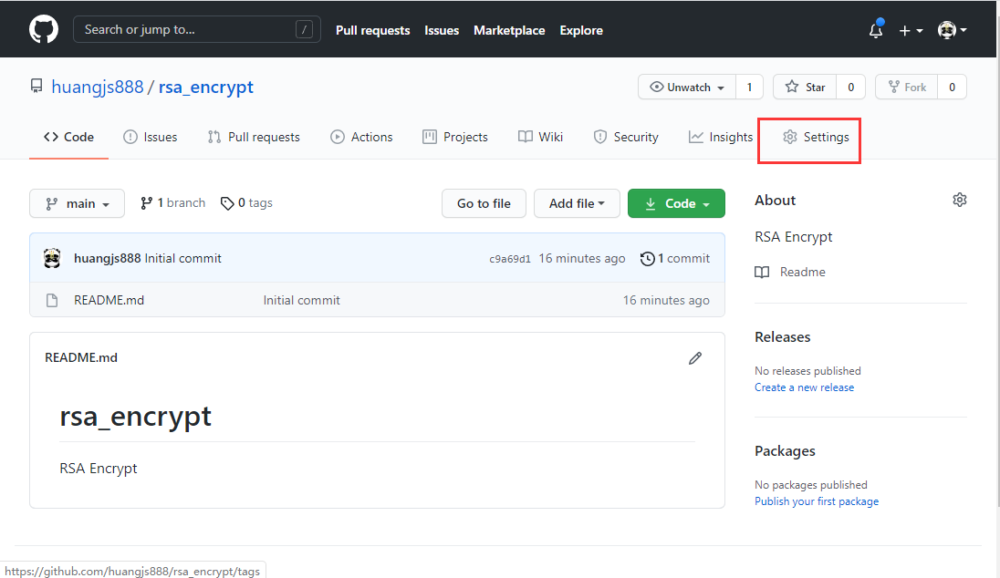 Search or jump to... / Pull requests Issues Marketplace Explore
huangjs888 / rsa_encrypt Unwatch 1 Star 0 Fork 0
Code Issues Pull requests Actions Projects Wiki Security Insights Settings
main 1 branch 0 tags Go to file Add file Code
About
RSA Encrypt
huangjs888 Initial commit c9a69d1 16 minutes ago 1 commit
Readme
README.md Initial commit 16 minutes ago
Releases
README.md
No releases published
Create a new release
rsa_encrypt
Packages
RSA Encrypt
No packages published
Publish your first package
https://github.com/huangjs888/rsa_encrypt/tags